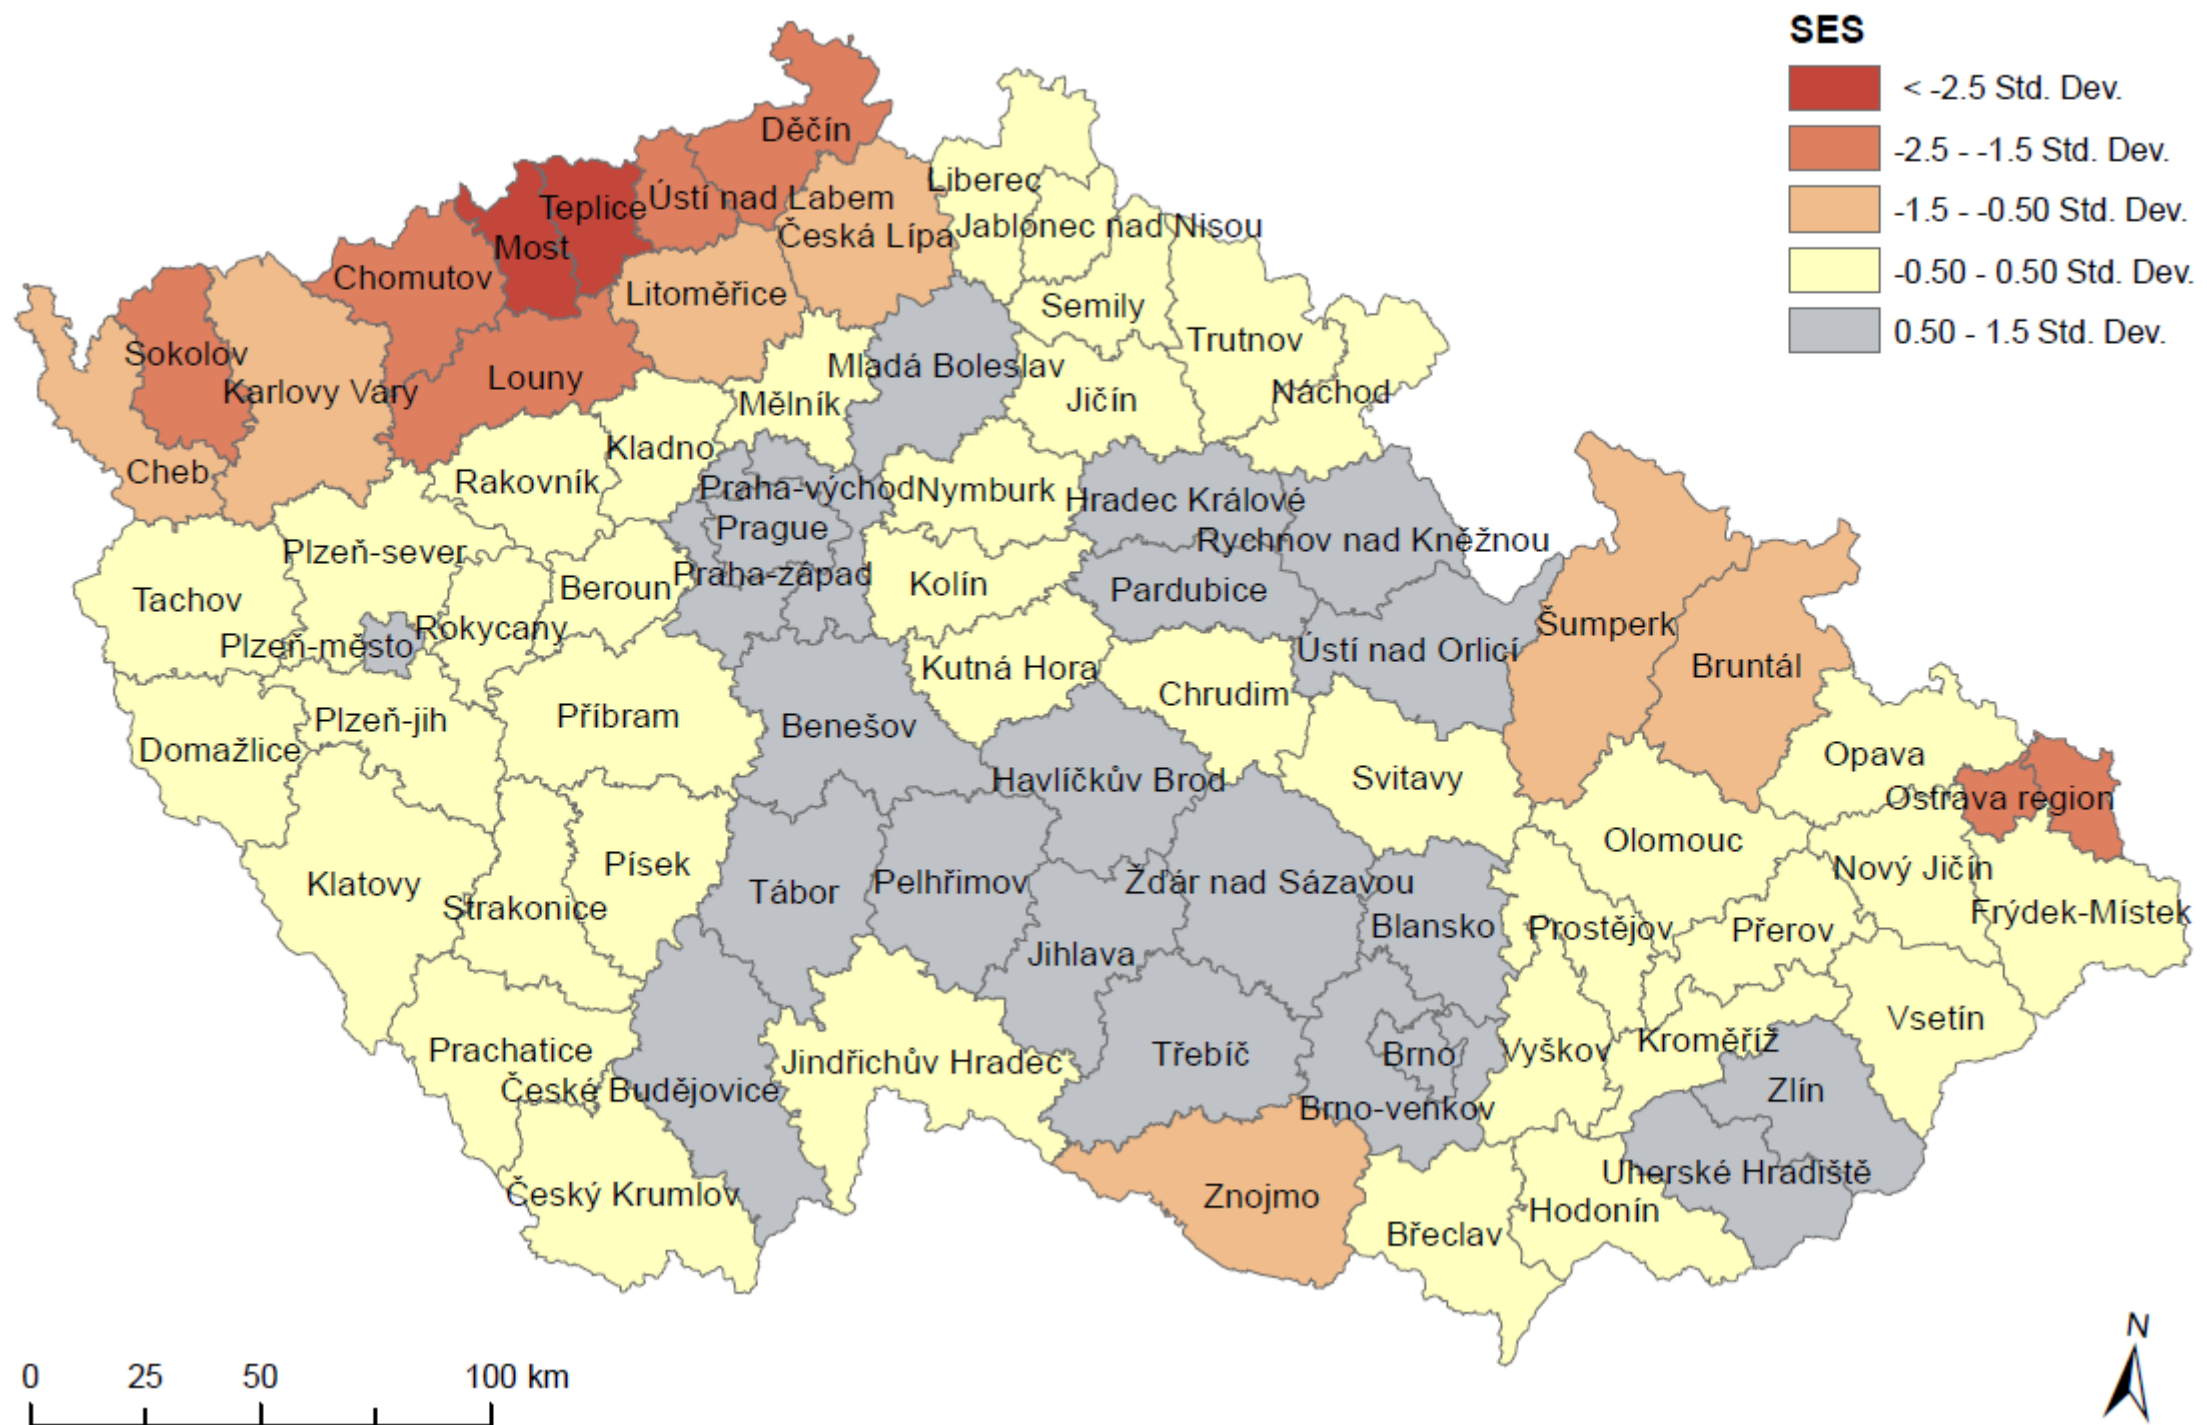 SES
< -2.5 Std. Dev.
-2.5 - -1.5 Std. Dev.
-1.5 - -0.50 Std. Dev.
-0.50 - 0.50 Std. Dev.
0.50 - 1.5 Std. Dev.
Děčín
Liberec
Teplice
Ústí nad Labem
Jablonec nad Nisou
Most
Česká Lípa
Chomutov
Litoměřice
Semily
Trutnov
Sokolov
Mladá Boleslav
Louny
Karlovy Vary
Náchod
Mělník
Jičín
Kladno
Cheb
Rakovník
Praha-východ
Nymburk
Hradec Králové
Prague
Rychnov nad Kněžnou
Plzeň-sever
Praha-západ
Kolín
Beroun
Pardubice
Tachov
Šumperk
Rokycany
Plzeň-město
Ústí nad Orlicí
Kutná Hora
Bruntál
Chrudim
Příbram
Plzeň-jih
Benešov
Domažlice
Opava
Havlíčkův Brod
Svitavy
Ostrava region
Olomouc
Písek
Nový Jičín
Klatovy
Tábor
Pelhřimov
Žďár nad Sázavou
Strakonice
Frýdek-Místek
Blansko
Prostějov
Přerov
Jihlava
Vsetín
Kroměříž
Prachatice
Třebíč
Brno
Vyškov
Jindřichův Hradec
České Budějovice
Zlín
Brno-venkov
Uherské Hradiště
Český Krumlov
Znojmo
Hodonín
Břeclav
N
0 25 50 100 km